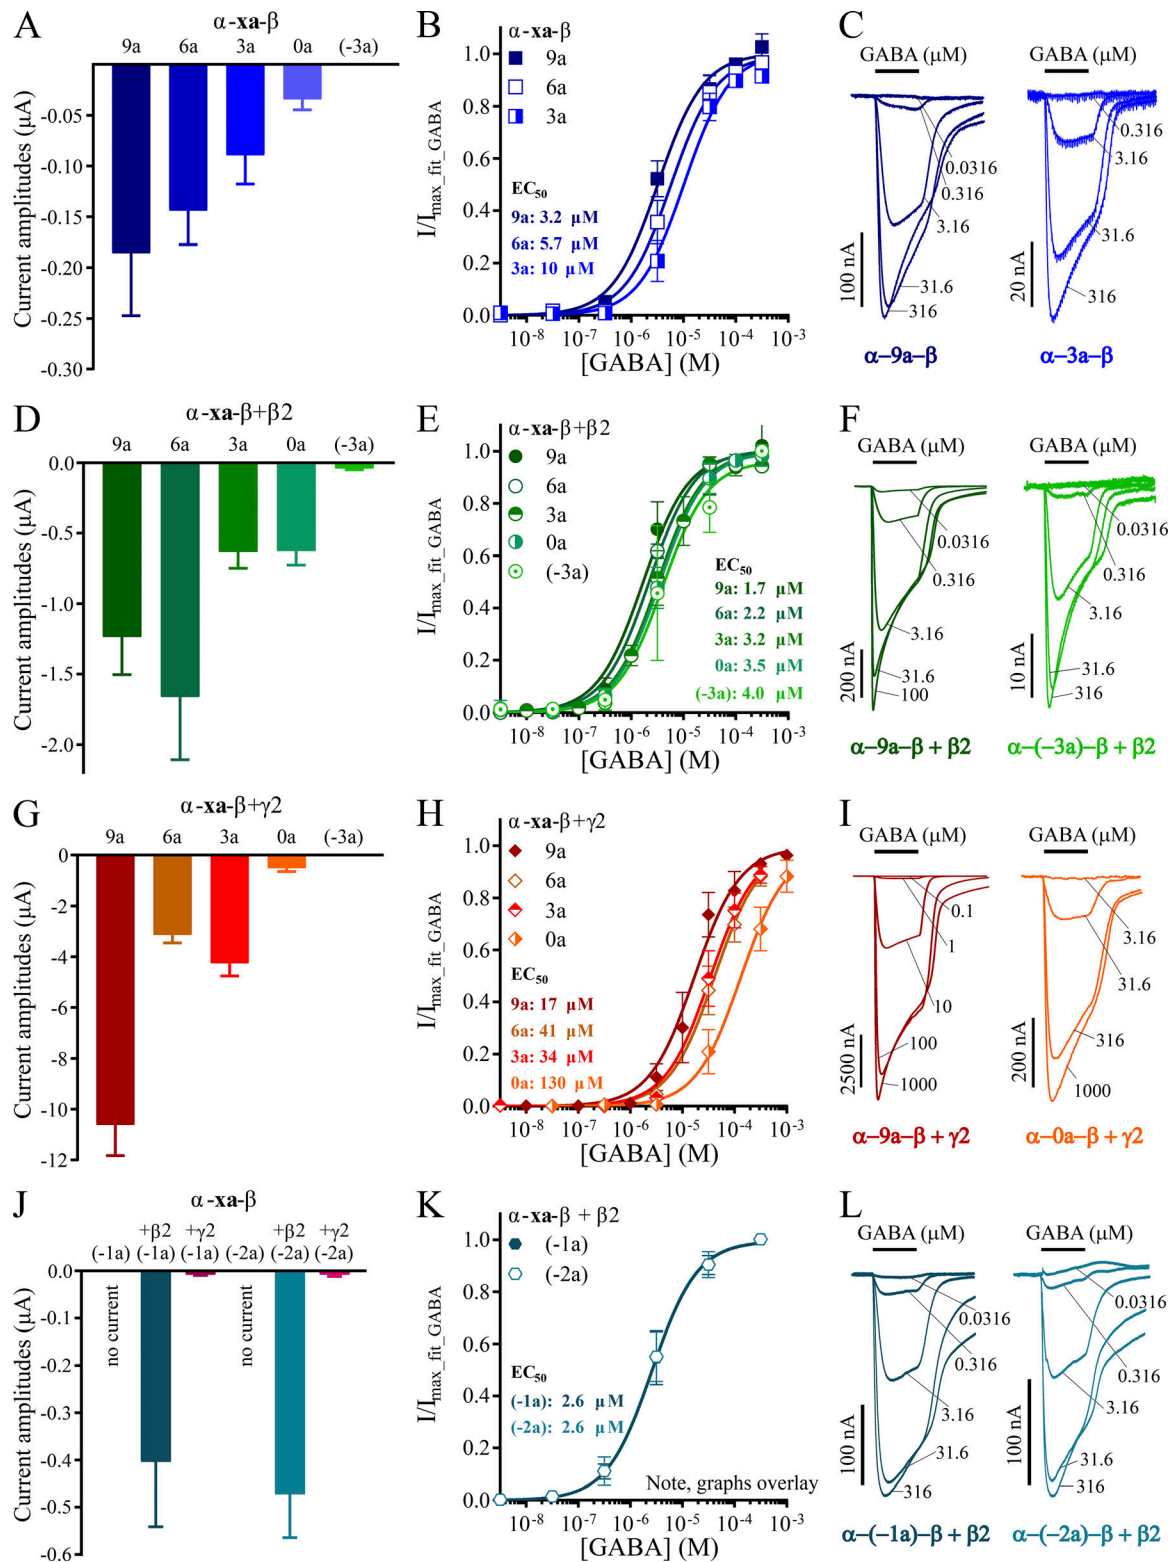 A
α-xa-β
9a 6a 3a 0a (-3a)
Current amplitudes (μA)
-0.05
-0.10
-0.15
-0.20
-0.25
-0.30
B
α-xa-β
9a
6a
3a
I/Imax_fit_GABA
1.0
0.8
0.6
0.4
0.2
0.0
EC50
9a: 3.2 μM
6a: 5.7 μM
3a: 10 μM
10-8 10-7 10-6 10-5 10-4 10-3
[GABA] (M)
C
GABA (μM)
0.0316
0.316
3.16
31.6
316
100 nA
α–9a–β
GABA (μM)
0.316
3.16
31.6
316
20 nA
α–3a–β
D
α-xa-β+β2
9a 6a 3a 0a (-3a)
Current amplitudes (μA)
0.0
-0.5
-1.0
-1.5
-2.0
E
α-xa-β+β2
9a
6a
3a
0a
(-3a)
I/Imax_fit_GABA
1.0
0.8
0.6
0.4
0.2
0.0
EC50
9a: 1.7 μM
6a: 2.2 μM
3a: 3.2 μM
0a: 3.5 μM
(-3a): 4.0 μM
10-8 10-7 10-6 10-5 10-4 10-3
[GABA] (M)
F
GABA (μM)
0.0316
0.316
3.16
31.6
100
200 nA
α–9a–β + β2
GABA (μM)
0.0316
0.316
3.16
31.6
316
10 nA
α–(–3a)–β + β2
G
α-xa-β+γ2
9a 6a 3a 0a (-3a)
Current amplitudes (μA)
0
-2
-4
-6
-8
-10
-12
H
α-xa-β+γ2
9a
6a
3a
0a
I/Imax_fit_GABA
1.0
0.8
0.6
0.4
0.2
0.0
EC50
9a: 17 μM
6a: 41 μM
3a: 34 μM
0a: 130 μM
10-8 10-7 10-6 10-5 10-4 10-3
[GABA] (M)
I
GABA (μM)
0.1
1
10
100
1000
2500 nA
α–9a–β + γ2
GABA (μM)
3.16
31.6
316
1000
200 nA
α–0a–β + γ2
J
α-xa-β
+β2 +γ2 +β2 +γ2
(-1a) (-1a) (-1a) (-2a) (-2a) (-2a)
Current amplitudes (μA)
0.0
-0.1
-0.2
-0.3
-0.4
-0.5
-0.6
no current
no current
K
α-xa-β + β2
(-1a)
(-2a)
I/Imax_fit_GABA
1.0
0.8
0.6
0.4
0.2
0.0
EC50
(-1a): 2.6 μM
(-2a): 2.6 μM
Note, graphs overlay
10-8 10-7 10-6 10-5 10-4 10-3
[GABA] (M)
L
GABA (μM)
0.0316
0.316
3.16
31.6
316
100 nA
α–(–1a)–β + β2
GABA (μM)
0.0316
0.316
3.16
31.6
316
100 nA
α–(–2a)–β + β2